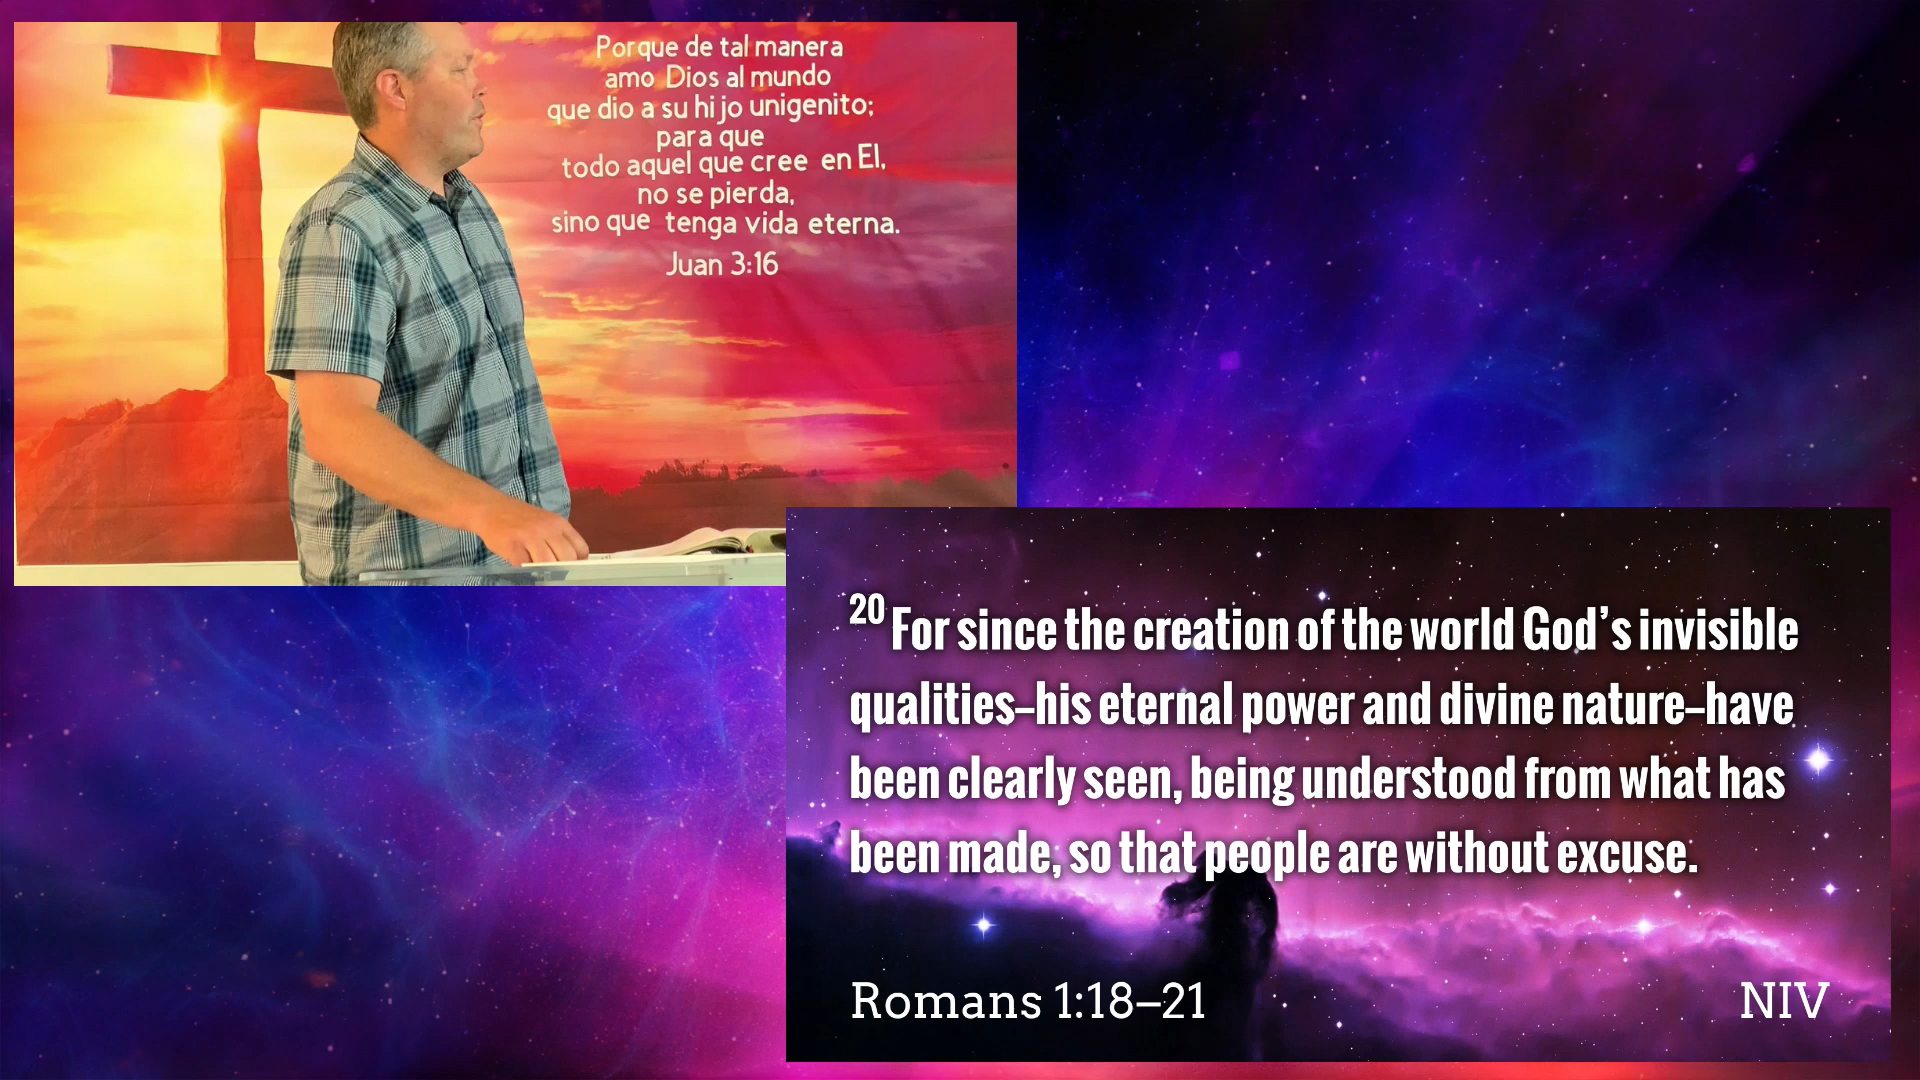 Porque de tal manera
amo Dios al mundo
que dio a su hijo unigenito;
para que
todo aquel que cree en El,
no se pierda,
sino que tenga vida eterna.
Juan 3:16
20 For since the creation of the world God’s invisible
qualities–his eternal power and divine nature–have
been clearly seen, being understood from what has
been made, so that people are without excuse.
Romans 1:18–21
NIV